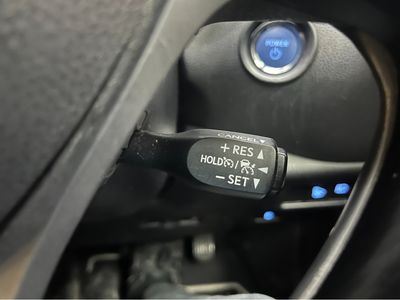 POWER
CANCEL▼
+ RES ▲
HOLD / ◀
− SET ▼